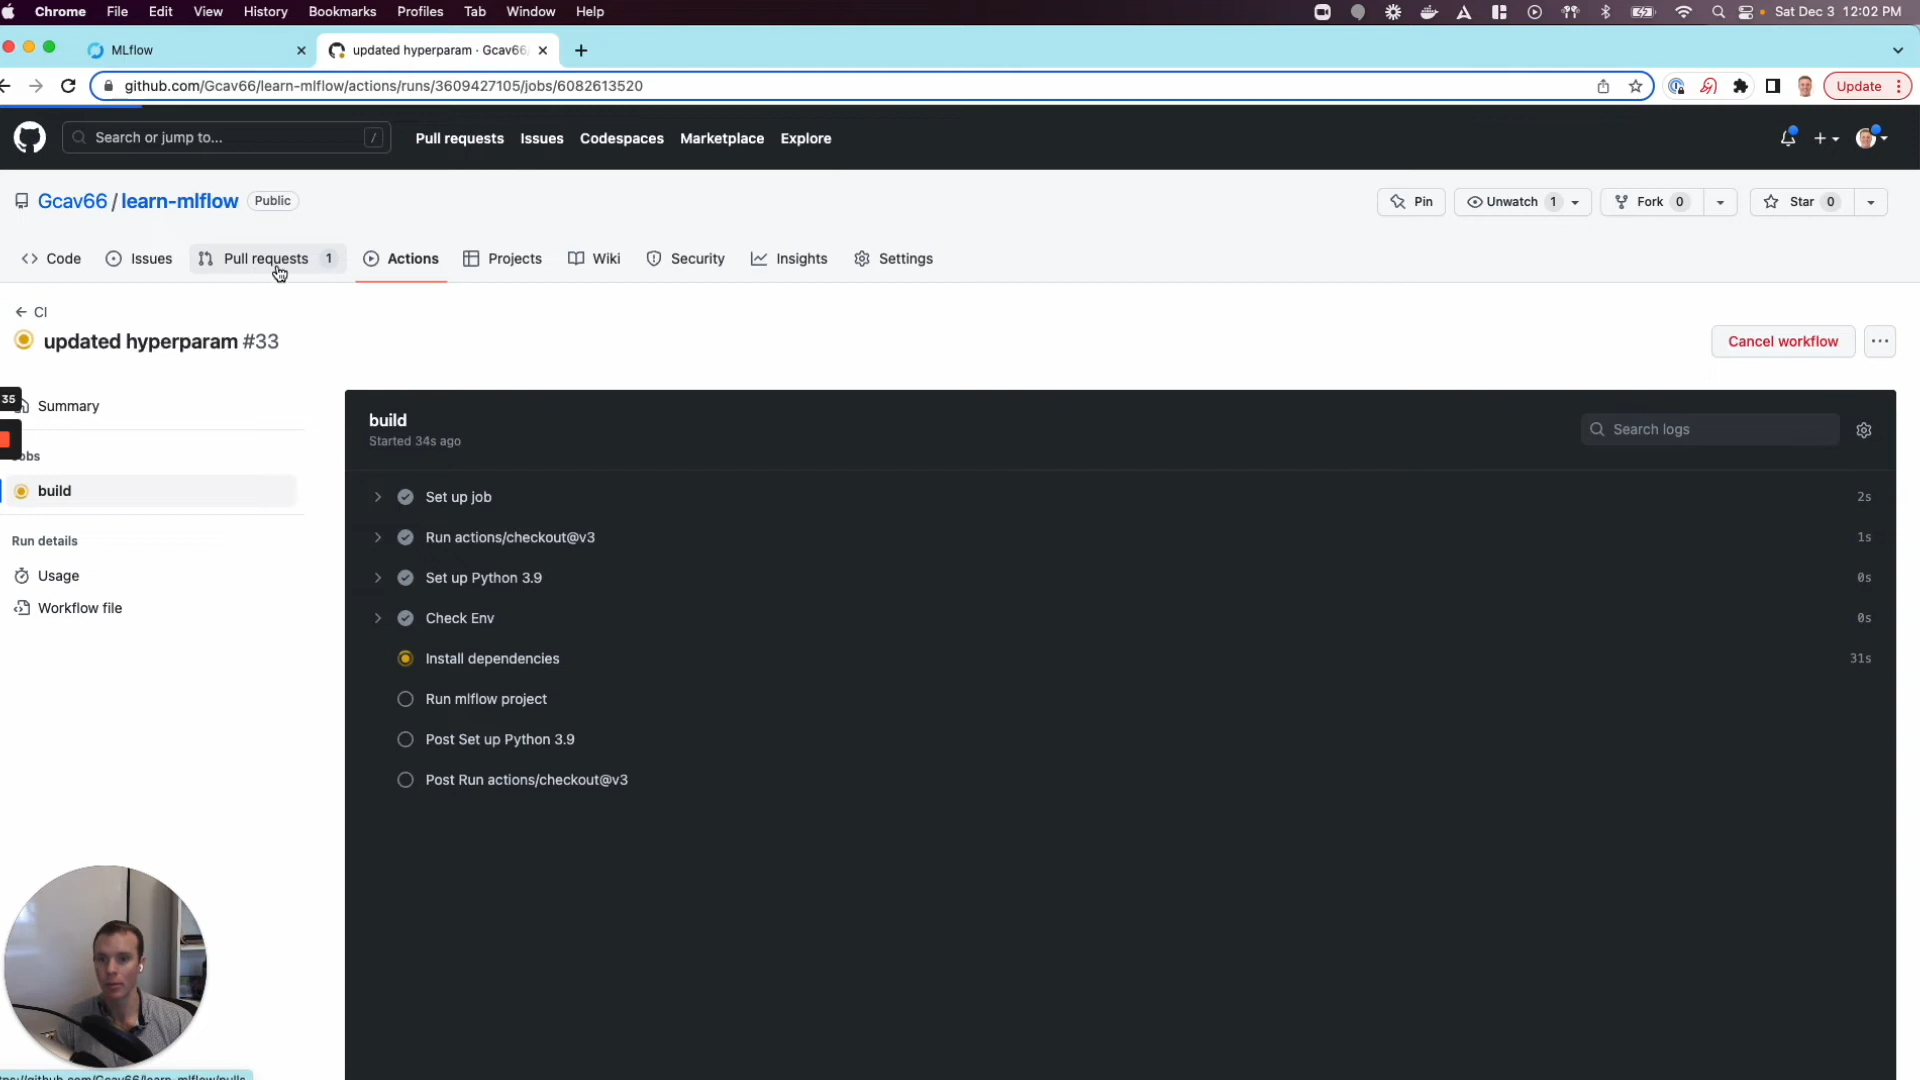 Chrome File Edit View History Bookmarks Profiles Tab Window Help Sat Dec 3 12:02 PM
MLflow updated hyperparam · Gcav66/
github.com/Gcav66/learn-mlflow/actions/runs/3609427105/jobs/6082613520 Update
Search or jump to... / Pull requests Issues Codespaces Marketplace Explore
Gcav66 / learn-mlflow Public Pin Unwatch 1 Fork 0 Star 0
Code Issues Pull requests 1 Actions Projects Wiki Security Insights Settings
CI
updated hyperparam #33 Cancel workflow
35 Summary
obs
build
Run details
Usage
Workflow file
build
Started 34s ago
Search logs
Set up job 2s
Run actions/checkout@v3 1s
Set up Python 3.9 0s
Check Env 0s
Install dependencies 31s
Run mlflow project
Post Set up Python 3.9
Post Run actions/checkout@v3